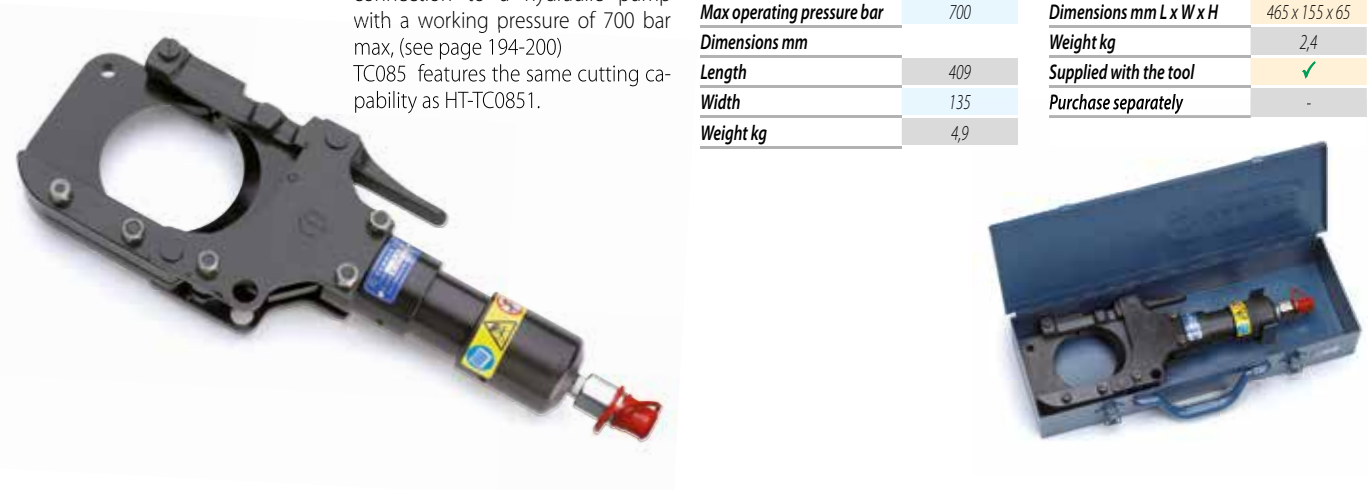 with a working pressure of 700 bar
max, (see page 194-200)
TC085 features the same cutting ca-
pability as HT-TC0851.
Max operating pressure bar 700
Dimensions mm
Length 409
Width 135
Weight kg 4,9
Dimensions mm L x W x H 465 x 155 x 65
Weight kg 2,4
Supplied with the tool ✓
Purchase separately -